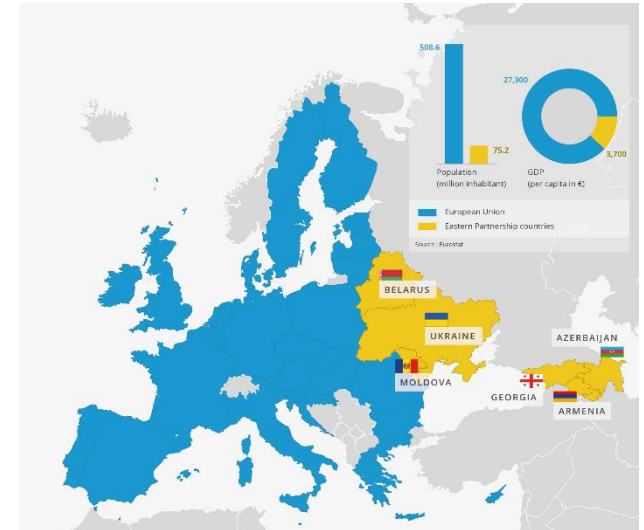 508.6
75.2
27,300
3,700
Population
(million inhabitant)
GDP
(per capita in €)
European Union
Eastern Partnership countries
Source: Eurostat
BELARUS
UKRAINE
MOLDOVA
AZERBAIJAN
GEORGIA
ARMENIA